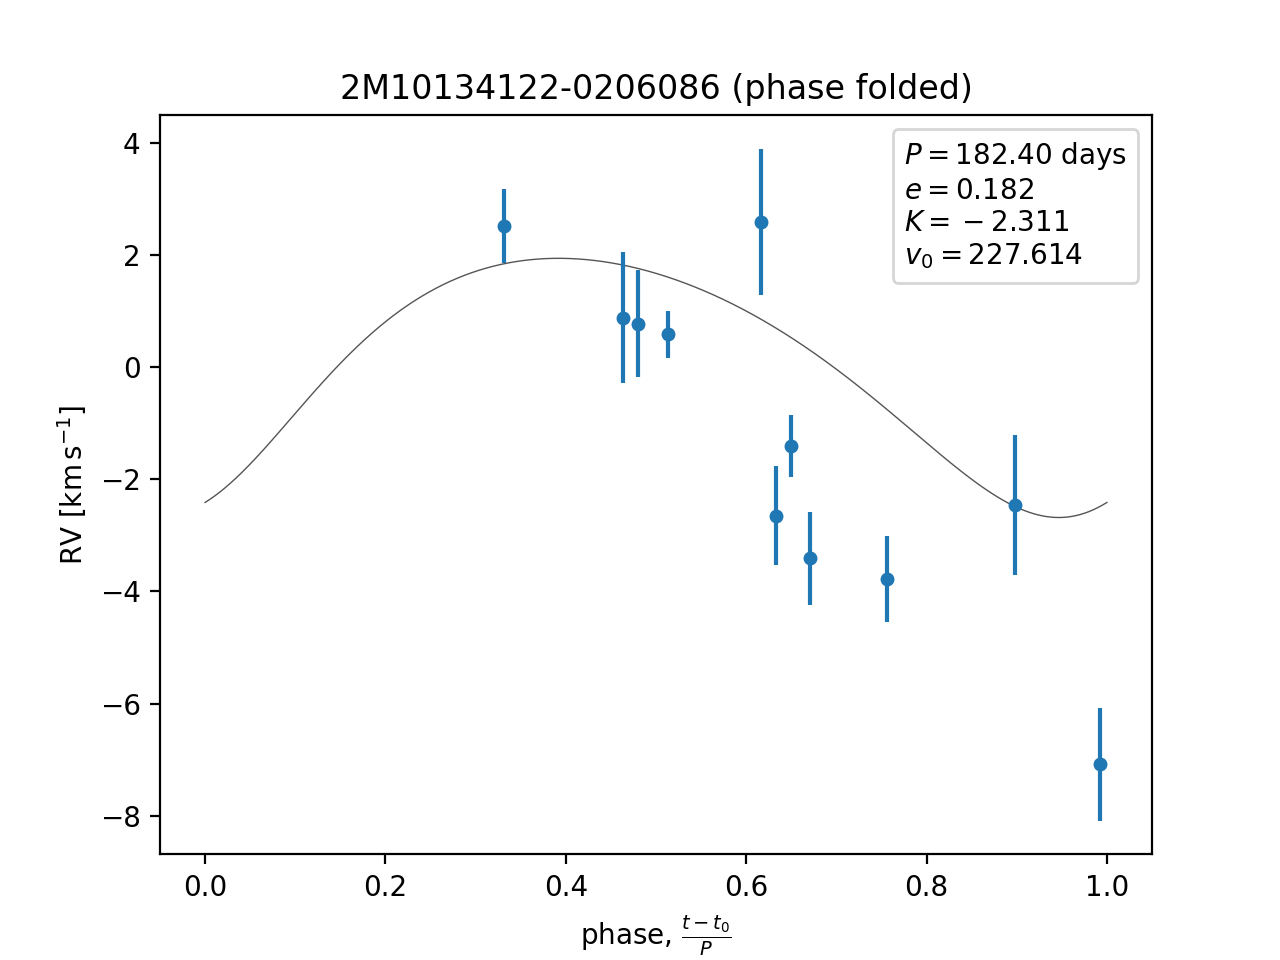 2M10134122-0206086 (phase folded)
P = 182.40 days
e = 0.182
K = −2.311
v₀ = 227.614
4
2
0
−2
−4
−6
−8
RV [km s⁻¹]
0.0 0.2 0.4 0.6 0.8 1.0
phase, (t − t₀)/P